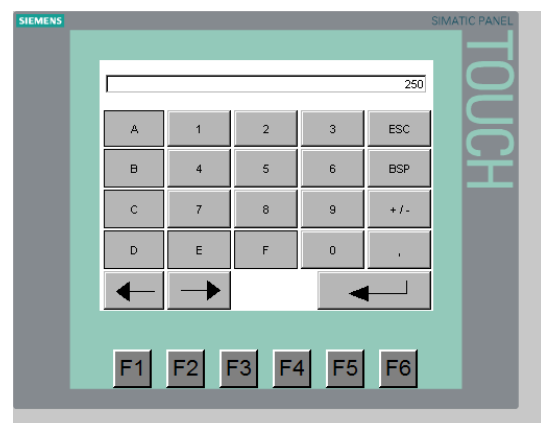 SIEMENS SIMATIC PANEL
TOUCH
250
A 1 2 3 ESC
B 4 5 6 BSP
C 7 8 9 + / -
D E F 0 ,
F1 F2 F3 F4 F5 F6